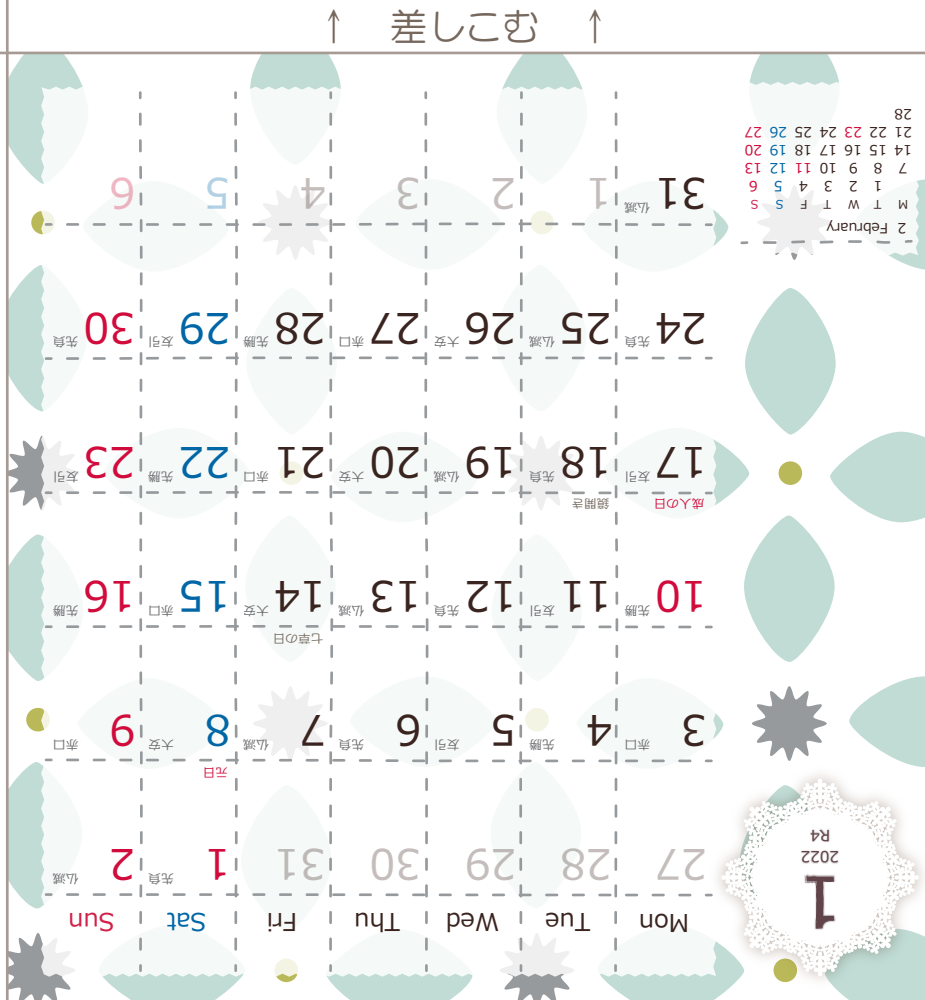 ↑ 差しこむ ↑
1
2022
R4
Mon Tue Wed Thu Fri Sat Sun
27 28 29 30 31 1 先負 2 仏滅
元日
3 赤口 4 先勝 5 友引 6 先負 7 仏滅 8 大安 9 赤口
七草の日
10 先勝 11 友引 12 先負 13 仏滅 14 大安 15 赤口 16 先勝
成人の日 鏡開き
17 友引 18 先負 19 仏滅 20 大安 21 赤口 22 先勝 23 友引
24 先負 25 仏滅 26 大安 27 赤口 28 先勝 29 友引 30 先負
31 仏滅 1 2 3 4 5 6
2 February
M T W T F S S
1 2 3 4 5 6
7 8 9 10 11 12 13
14 15 16 17 18 19 20
21 22 23 24 25 26 27
28